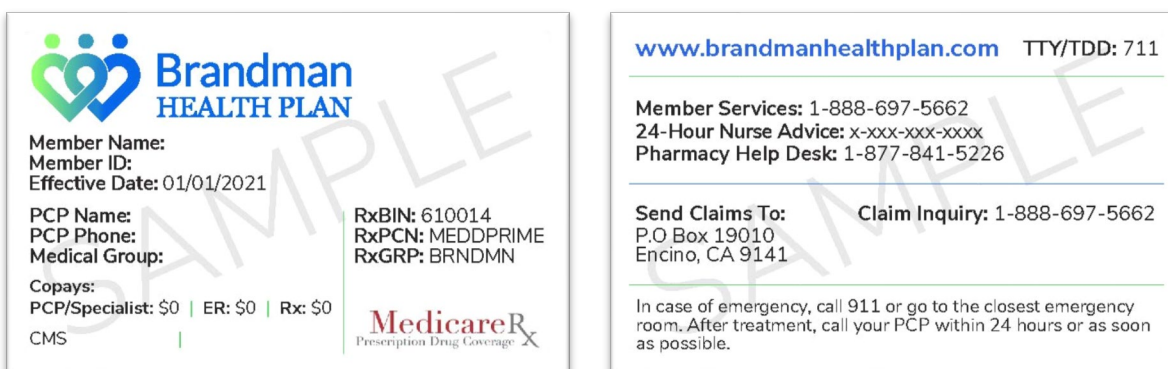 Brandman
HEALTH PLAN
Member Name:
Member ID:
Effective Date: 01/01/2021
PCP Name:
PCP Phone:
Medical Group:
Copays:
PCP/Specialist: $0 | ER: $0 | Rx: $0
CMS |
RxBIN: 610014
RxPCN: MEDDPRIME
RxGRP: BRNDMN
MedicareRx
Prescription Drug Coverage
SAMPLE
www.brandmanhealthplan.com TTY/TDD: 711
Member Services: 1-888-697-5662
24-Hour Nurse Advice: x-xxx-xxx-xxxx
Pharmacy Help Desk: 1-877-841-5226
Send Claims To: Claim Inquiry: 1-888-697-5662
P.O Box 19010
Encino, CA 9141
In case of emergency, call 911 or go to the closest emergency
room. After treatment, call your PCP within 24 hours or as soon
as possible.
SAMPLE